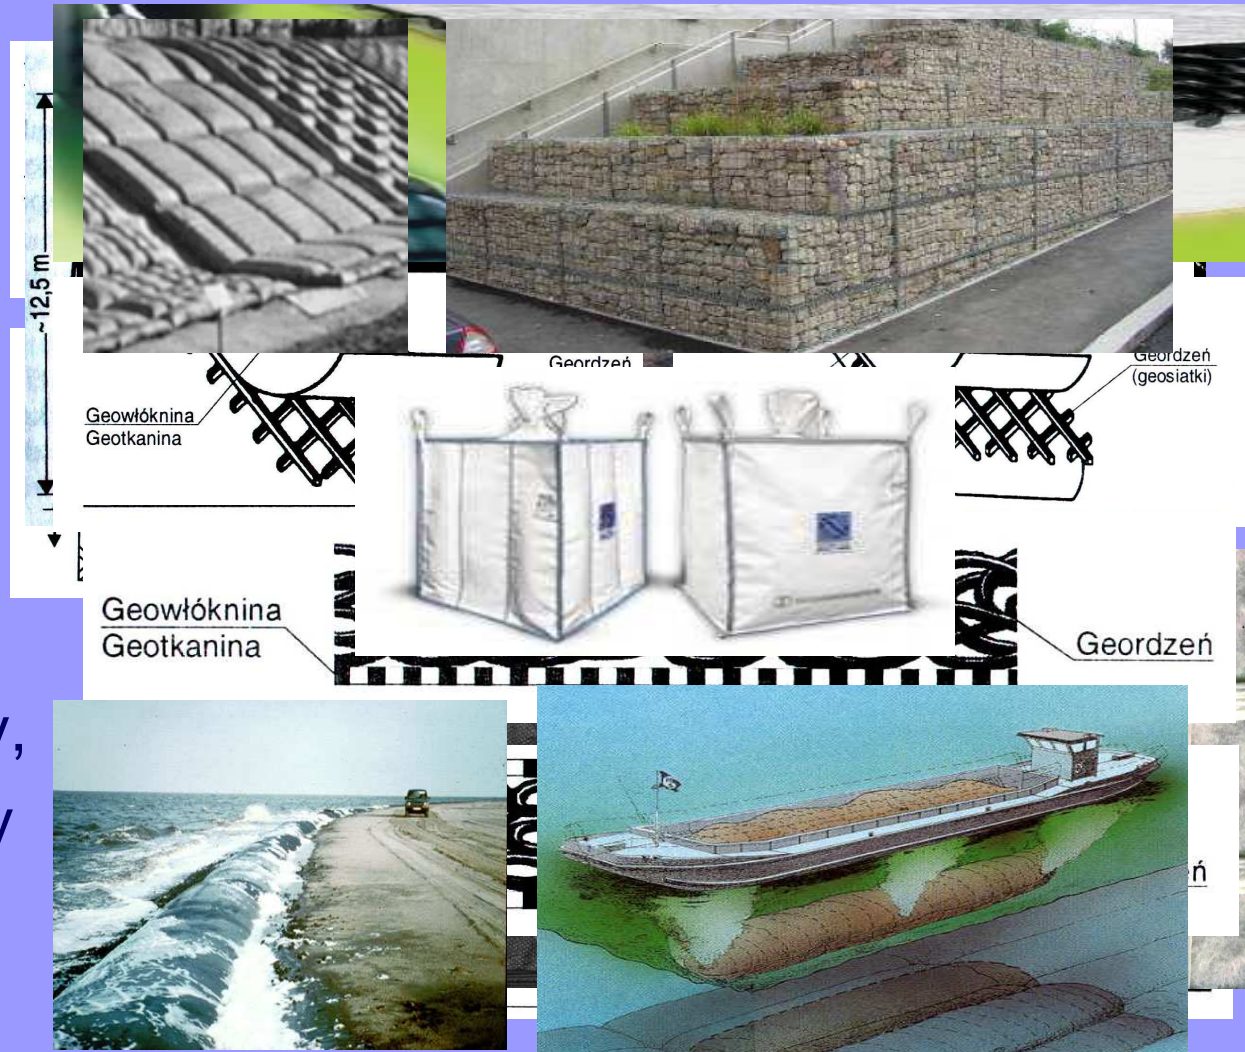 ~12,5 m
Geordzeń
Geordzeń
(geosiatki)
Geowłóknina
Geotkanina
Geowłóknina
Geotkanina
Geordzeń
y,
y
ń